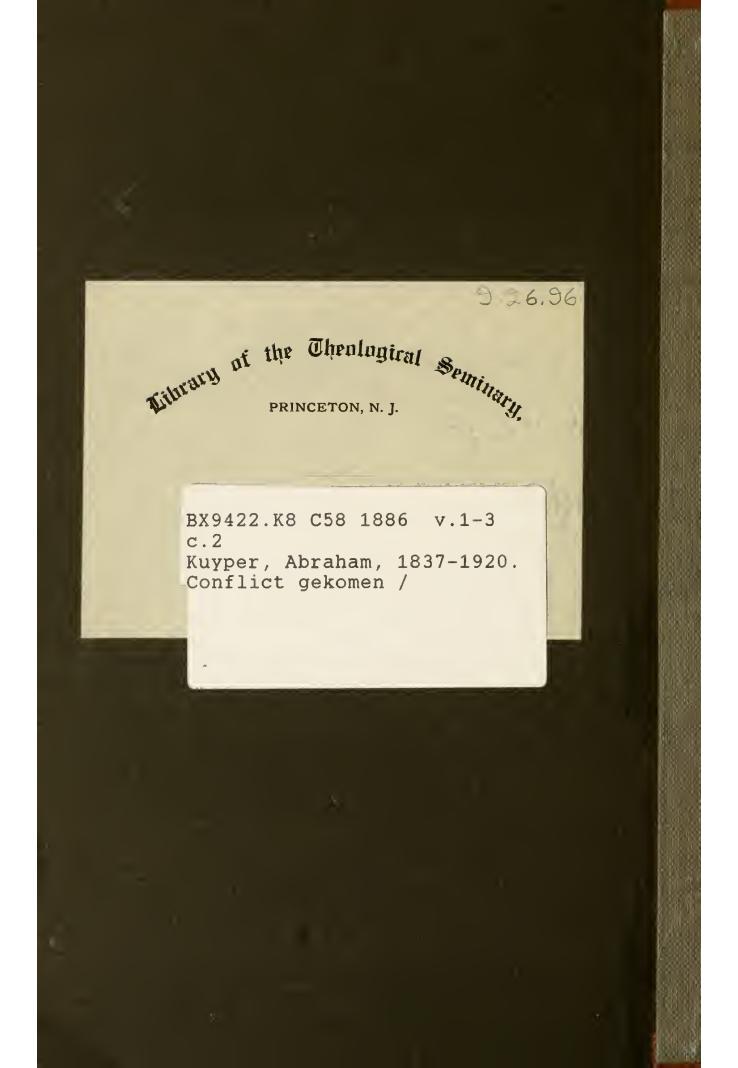 9.26.96
Library of the Theological Seminary,
PRINCETON, N. J.
BX9422.K8 C58 1886 v.1-3
c.2
Kuyper, Abraham, 1837-1920.
Conflict gekomen /